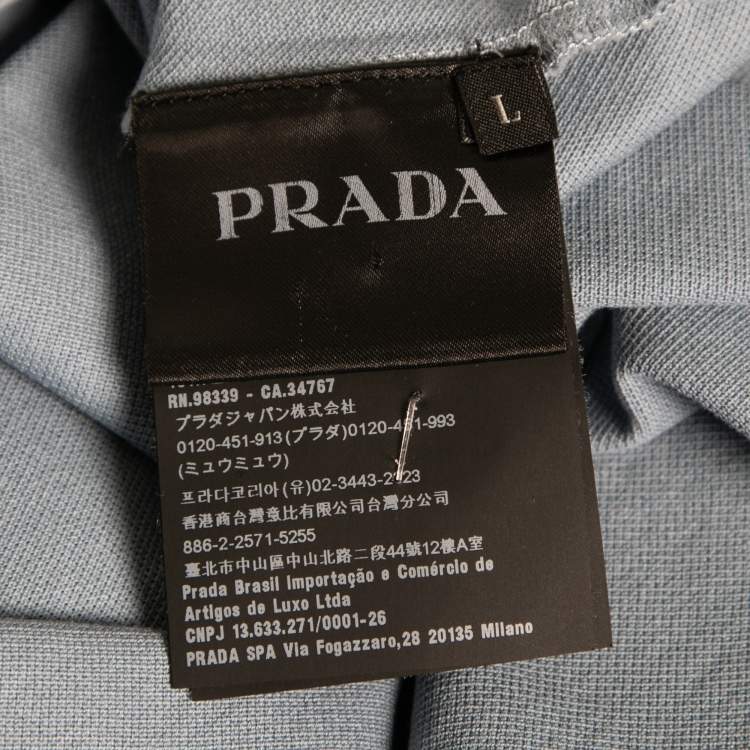 L
PRADA
RN.98339 - CA.34767
プラダジャパン株式会社
0120-451-913(プラダ)0120-451-993
(ミュウミュウ)
프라다코리아(유)02-3443-2323
香港商台灣意比有限公司台灣分公司
886-2-2571-5255
臺北市中山區中山北路二段44號12樓A室
Prada Brasil Importação e Comércio de
Artigos de Luxo Ltda
CNPJ 13.633.271/0001-26
PRADA SPA Via Fogazzaro,28 20135 Milano